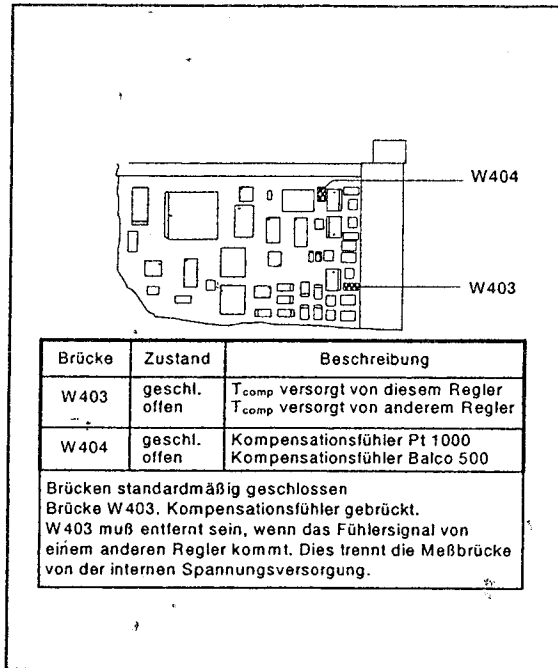 W404
W403
Brücke Zustand Beschreibung
W403 geschl. Tcomp versorgt von diesem Regler
offen Tcomp versorgt von anderem Regler
W404 geschl. Kompensationsfühler Pt 1000
offen Kompensationsfühler Balco 500
Brücken standardmäßig geschlossen
Brücke W403. Kompensationsfühler gebrückt.
W403 muß entfernt sein, wenn das Fühlersignal von
einem anderen Regler kommt. Dies trennt die Meßbrücke
von der internen Spannungsversorgung.